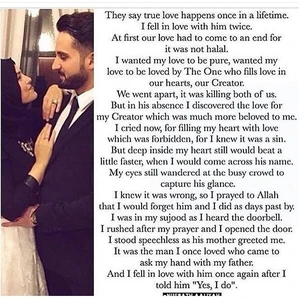 They say true love happens once in a lifetime.
I fell in love with him twice.
At first our love had to come to an end for
it was not halal.
I wanted my love to be pure, wanted my
love to be loved by The One who fills love in
our hearts, our Creator.
We went apart, it was killing both of us.
But in his absence I discovered the love for
my Creator which was much more beloved to me.
I cried now, for filling my heart with love
which was forbidden, for I knew it was a sin.
But deep inside my heart still would beat a
little faster, when I would come across his name.
My eyes still wandered at the busy crowd to
capture his glance.
I knew it was wrong, so I prayed to Allah
that I would forget him and I did as days past by.
I was in my sujood as I heard the doorbell.
I rushed after my prayer and I opened the door.
I stood speechless as his mother greeted me.
It was the man I once loved who came to
ask my hand with my father.
And I fell in love with him once again after I
told him "Yes, I do".